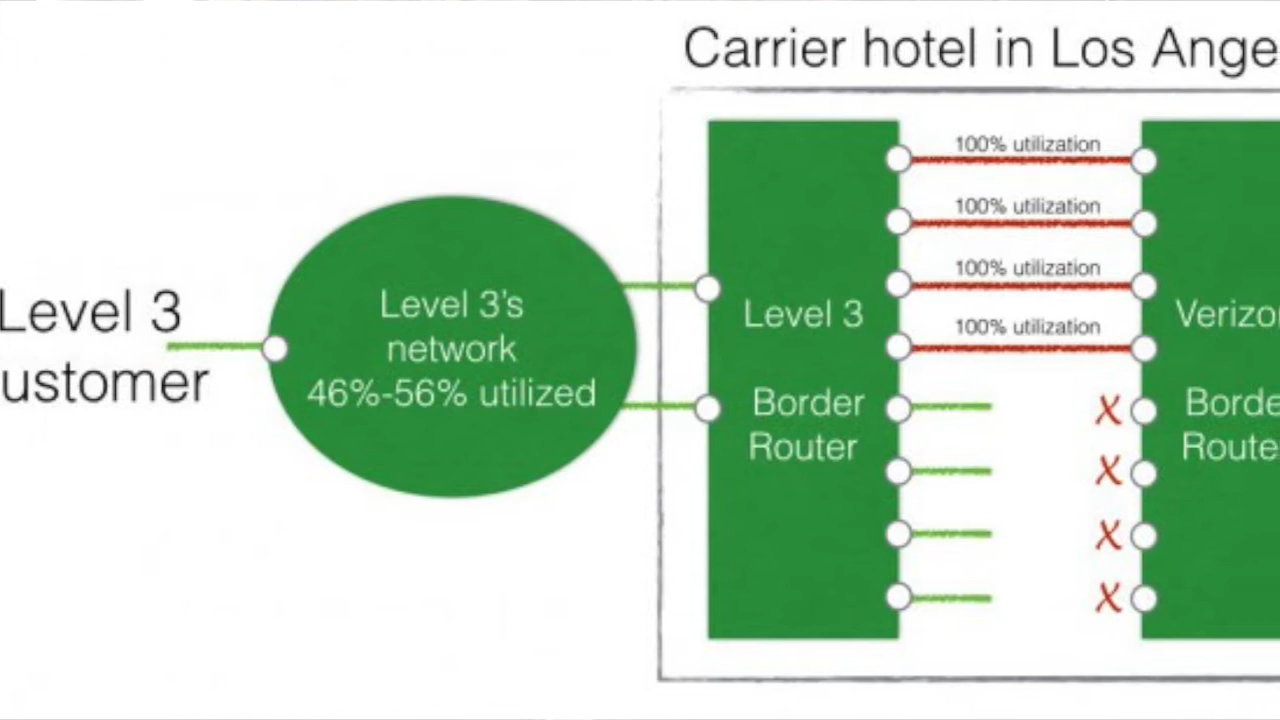 Carrier hotel in Los Ange
100% utilization
100% utilization
100% utilization
100% utilization
Level 3
ustomer
Level 3's
network
46%-56% utilized
Level 3
Border
Router
Verizo
Borde
Route
X
X
X
X